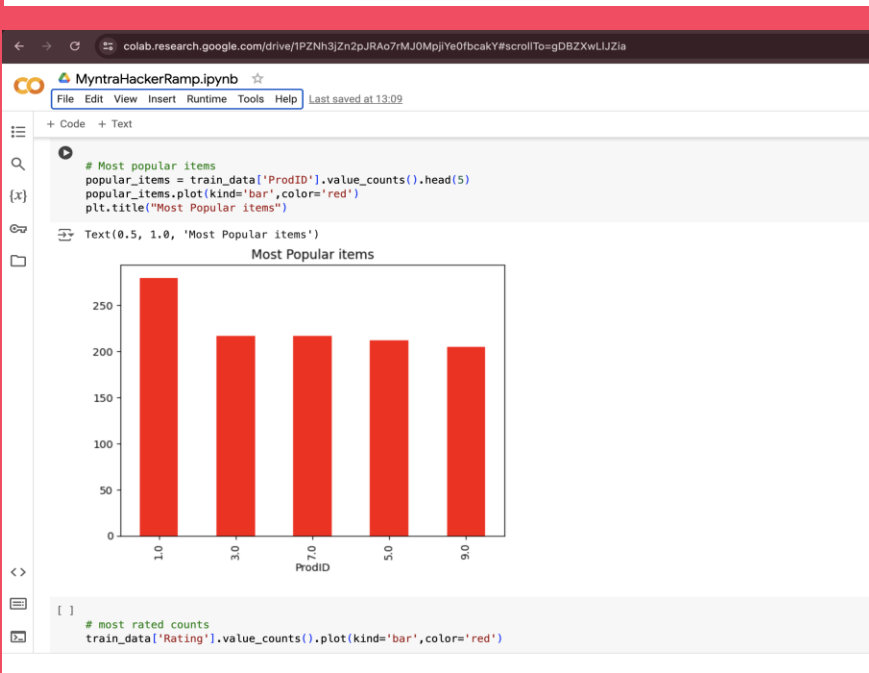 colab.research.google.com/drive/1PZNh3jZn2pJRAo7rMJ0MpjiYe0fbcakY#scrollTo=gDBZXwLIJZia
CO
MyntraHackerRamp.ipynb
File Edit View Insert Runtime Tools Help Last saved at 13:09
+ Code + Text
{x}
# Most popular items
popular_items = train_data['ProdID'].value_counts().head(5)
popular_items.plot(kind='bar',color='red')
plt.title("Most Popular items")
Text(0.5, 1.0, 'Most Popular items')
Most Popular items
250
200
150
100
50
0
1.0 3.0 7.0 5.0 9.0
ProdID
[ ]
# most rated counts
train_data['Rating'].value_counts().plot(kind='bar',color='red')